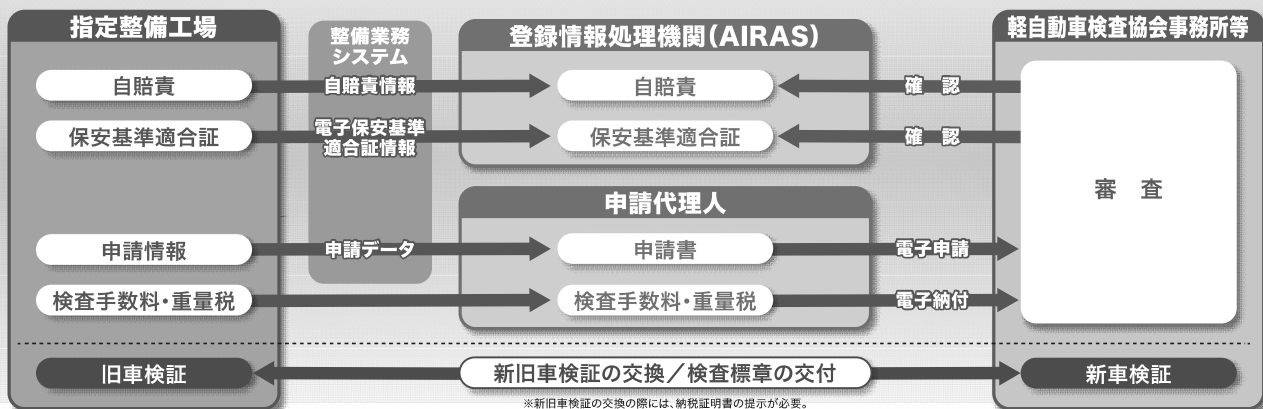 指定整備工場
整備業務
システム
登録情報処理機関(AIRAS)
軽自動車検査協会事務所等
自賠責
自賠責情報
自賠責
確 認
保安基準適合証
電子保安基準
適合証情報
保安基準適合証
確 認
審 査
申請代理人
申請情報
申請データ
申請書
電子申請
検査手数料・重量税
検査手数料・重量税
電子納付
旧車検証
新旧車検証の交換／検査標章の交付
新車検証
※新旧車検証の交換の際には、納税証明書の提示が必要。